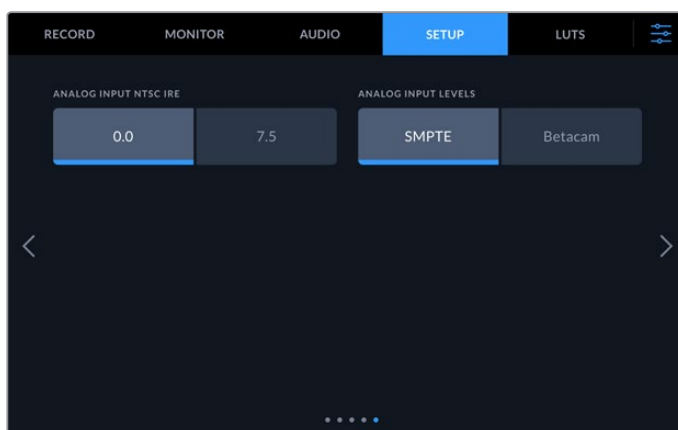 RECORD MONITOR AUDIO SETUP LUTS
ANALOG INPUT NTSC IRE ANALOG INPUT LEVELS
0.0 7.5 SMPTE Betacam